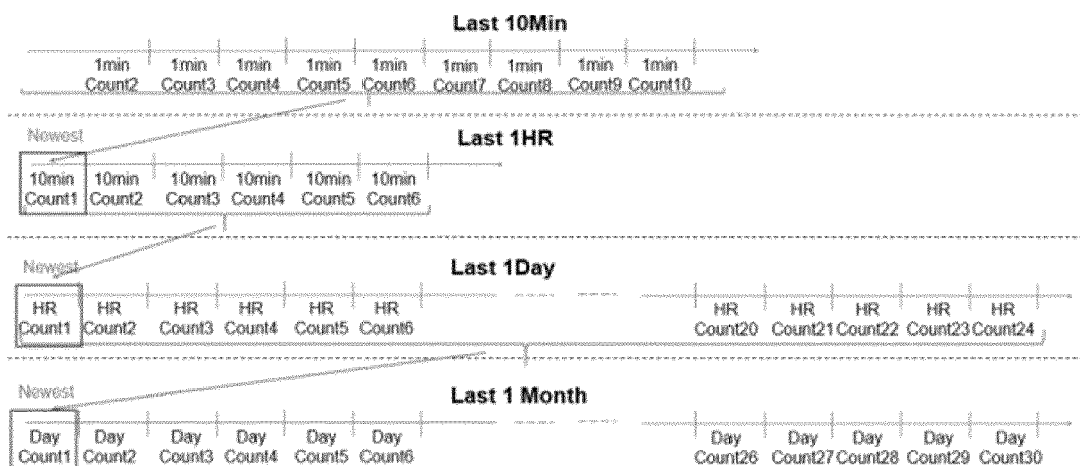 Last 10Min
1min 1min 1min 1min 1min 1min 1min 1min 1min
Count2 Count3 Count4 Count5 Count6 Count7 Count8 Count9 Count10
Newest
Last 1HR
10min 10min 10min 10min 10min 10min
Count1 Count2 Count3 Count4 Count5 Count6
Newest
Last 1Day
HR HR HR HR HR HR HR HR HR HR HR
Count1 Count2 Count3 Count4 Count5 Count6 Count20 Count21 Count22 Count23 Count24
Newest
Last 1 Month
Day Day Day Day Day Day Day Day Day Day Day
Count1 Count2 Count3 Count4 Count5 Count6 Count26 Count27 Count28 Count29 Count30